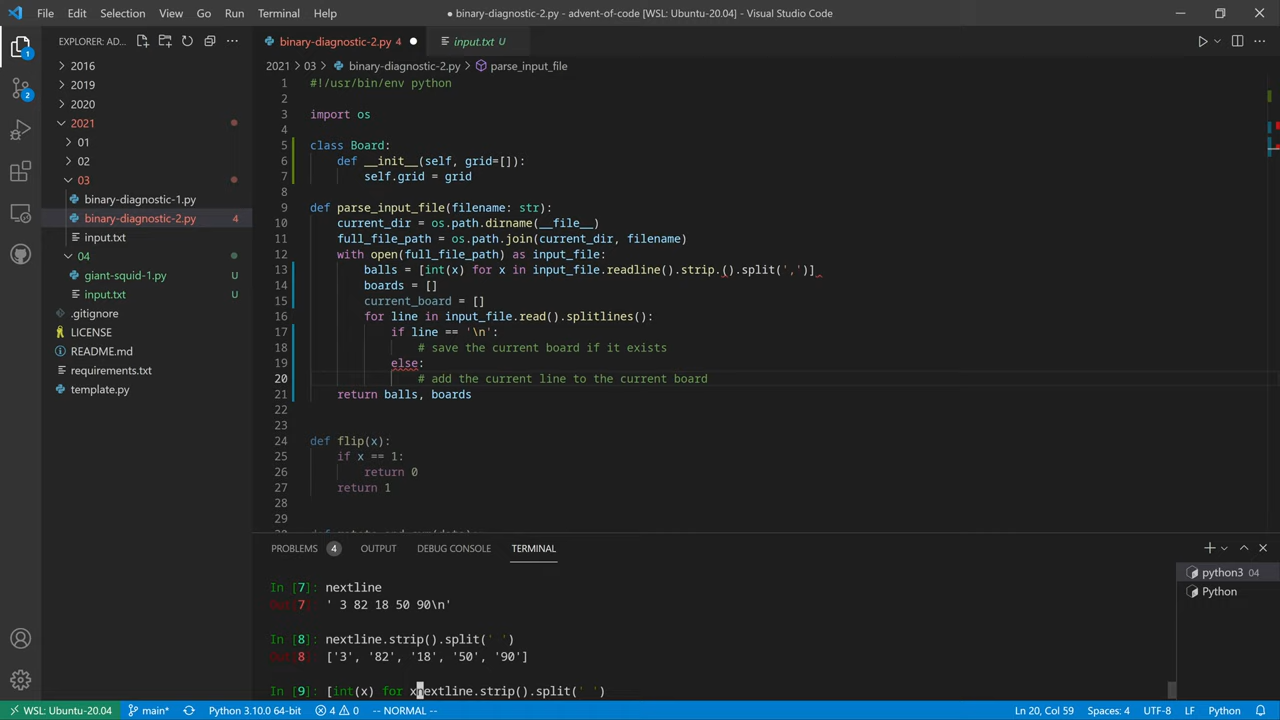 File Edit Selection View Go Run Terminal Help
● binary-diagnostic-2.py - advent-of-code [WSL: Ubuntu-20.04] - Visual Studio Code
EXPLORER: AD...
binary-diagnostic-2.py 4 ●
input.txt U
2021 > 03 > binary-diagnostic-2.py > parse_input_file
2016
2019
2020
2021
01
02
03
binary-diagnostic-1.py
binary-diagnostic-2.py 4
input.txt
04
giant-squid-1.py U
input.txt U
.gitignore
LICENSE
README.md
requirements.txt
template.py
1
2
1 #!/usr/bin/env python
2
3 import os
4
5 class Board:
6 def __init__(self, grid=[]):
7 self.grid = grid
8
9 def parse_input_file(filename: str):
10 current_dir = os.path.dirname(__file__)
11 full_file_path = os.path.join(current_dir, filename)
12 with open(full_file_path) as input_file:
13 balls = [int(x) for x in input_file.readline().strip.().split(',')]
14 boards = []
15 current_board = []
16 for line in input_file.read().splitlines():
17 if line == '\n':
18 # save the current board if it exists
19 else:
20 # add the current line to the current board
21 return balls, boards
22
23
24 def flip(x):
25 if x == 1:
26 return 0
27 return 1
28
29
PROBLEMS 4 OUTPUT DEBUG CONSOLE TERMINAL
In [7]: nextline
Out[7]: ' 3 82 18 50 90\n'
In [8]: nextline.strip().split(' ')
Out[8]: ['3', '82', '18', '50', '90']
In [9]: [int(x) for xnextline.strip().split(' ')
python3 04
Python
WSL: Ubuntu-20.04 main* Python 3.10.0 64-bit 4 0 -- NORMAL -- Ln 20, Col 59 Spaces: 4 UTF-8 LF Python